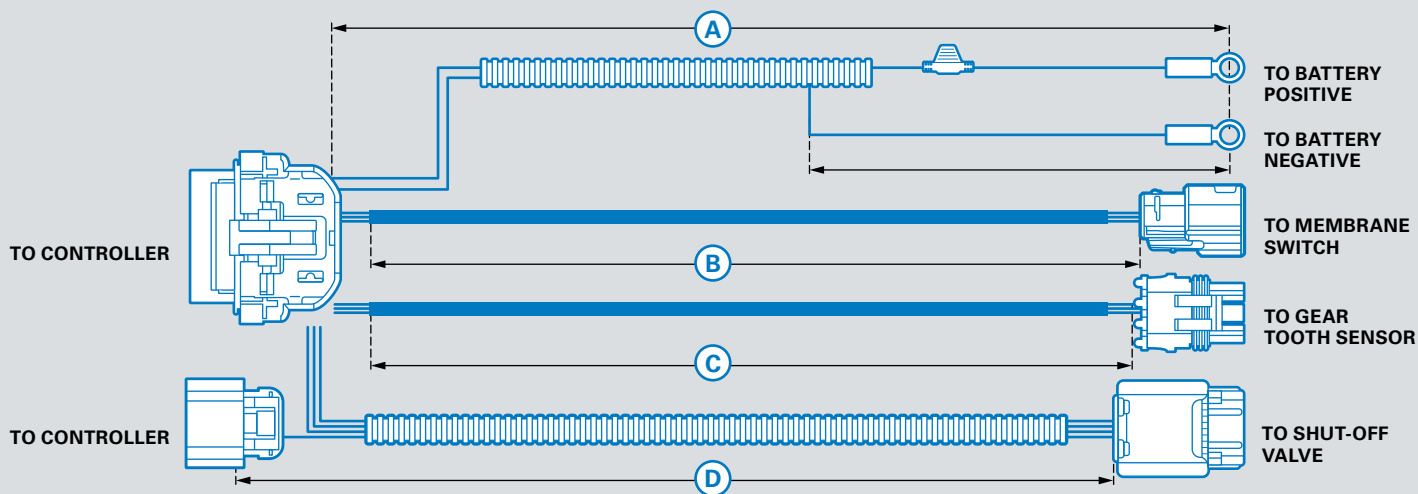 A
TO BATTERY
POSITIVE
TO BATTERY
NEGATIVE
TO CONTROLLER
TO MEMBRANE
SWITCH
B
TO GEAR
TOOTH SENSOR
C
TO CONTROLLER
TO SHUT-OFF
VALVE
D